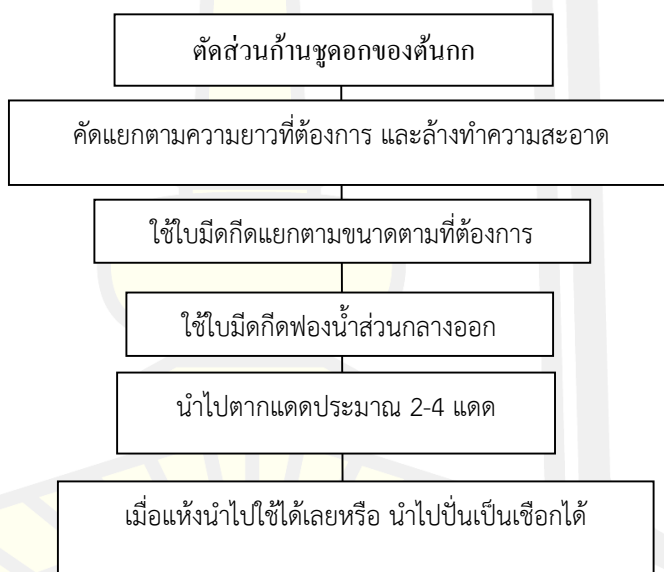 ตัดส่วนก้านชูดอกของต้นกก
คัดแยกตามความยาวที่ต้องการ และล้างทำความสะอาด
ใช้ใบมีดกีดแยกตามขนาดตามที่ต้องการ
ใช้ใบมีดกีดฟองน้ำส่วนกลางออก
นำไปตากแดดประมาณ 2-4 แดด
เมื่อแห้งนำไปใช้ได้เลยหรือ นำไปปั่นเป็นเชือกได้